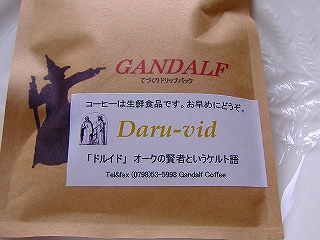 GANDALF
てづくりドリップパック
コーヒーは生鮮食品です。お早めにどうぞ。
Daru-vid
「ドルイド」 オークの賢者というケルト語
Tel&fax (0798)53-5993 Gandalf Coffee